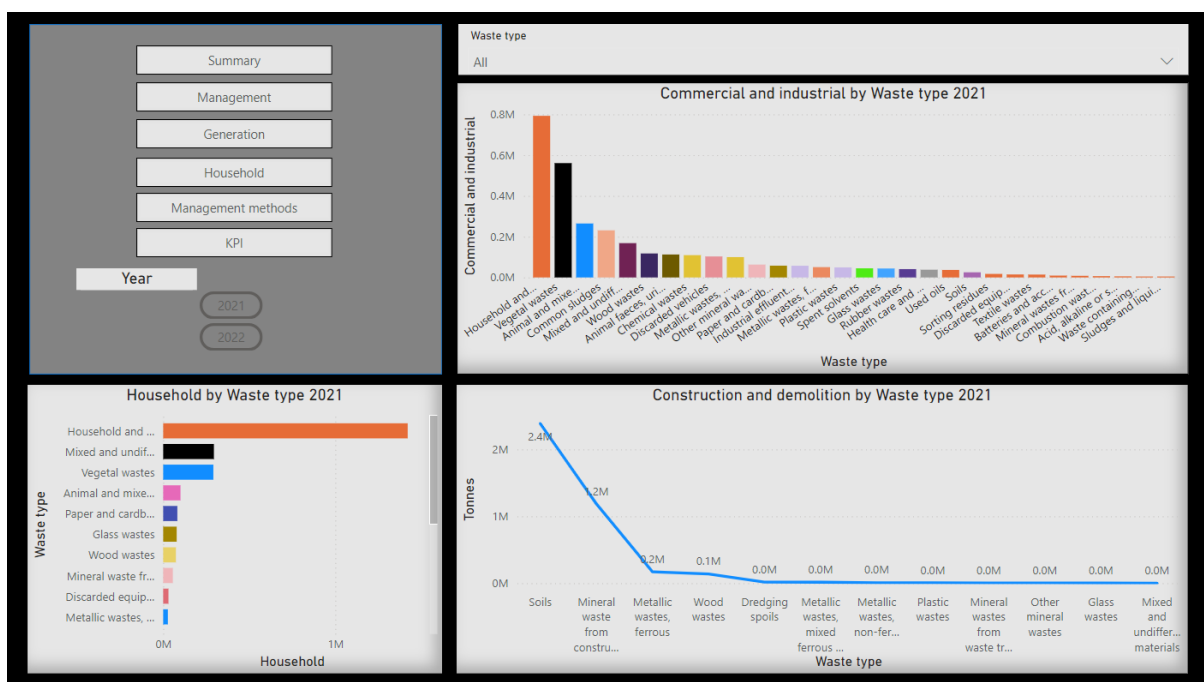 Summary
Management
Generation
Household
Management methods
KPI
Year
2021
2022
Waste type
All
Commercial and industrial by Waste type 2021
Commercial and industrial
0.8M
0.6M
0.4M
0.2M
0.0M
Household and...
Vegetal wastes
Animal and mixe...
Common sludges
Mixed and undiff...
Wood wastes
Animal faeces, uri...
Chemical wastes
Discarded vehicles
Metallic wastes, ...
Other mineral wa...
Paper and cardb...
Industrial effluent...
Metallic wastes, f...
Plastic wastes
Spent solvents
Glass wastes
Rubber wastes
Health care and ...
Used oils
Soils
Sorting residues
Discarded equip...
Textile wastes
Batteries and acc...
Mineral wastes fr...
Combustion wast...
Acid, alkaline or s...
Waste containing...
Sludges and liqui...
Waste type
Household by Waste type 2021
Waste type
Household and ...
Mixed and undif...
Vegetal wastes
Animal and mixe...
Paper and cardb...
Glass wastes
Wood wastes
Mineral waste fr...
Discarded equip...
Metallic wastes, ...
0M 1M
Household
Construction and demolition by Waste type 2021
Tonnes
2M
1M
0M
2.4M
1.2M
0.2M
0.1M
0.0M 0.0M 0.0M 0.0M 0.0M 0.0M 0.0M 0.0M
Soils Mineral Metallic Wood Dredging Metallic Metallic Plastic Mineral Other Glass Mixed
waste wastes, wastes spoils wastes, wastes, wastes wastes mineral wastes and
from ferrous mixed non-fer... from wastes undiffer...
constru... ferrous ... waste tr... materials
Waste type